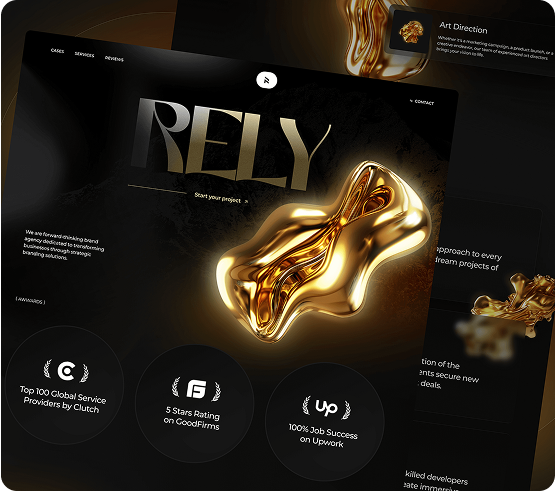 Art Direction
Whether it's a marketing campaign, a product launch, or a
creative endeavor, our team of experienced art directors
brings your vision to life.
CASES
SERVICES
REVIEWS
CONTACT
RELY
Start your project
We are forward-thinking brand
agency dedicated to transforming
businesses through strategic
branding solutions.
[ AWWARDS ]
Top 100 Global Service
Providers by Clutch
5 Stars Rating
on GoodFirms
up
100% Job Success
on Upwork
approach to every
dream projects of
tion of the
ents secure new
deals.
killed developers
eate immersive